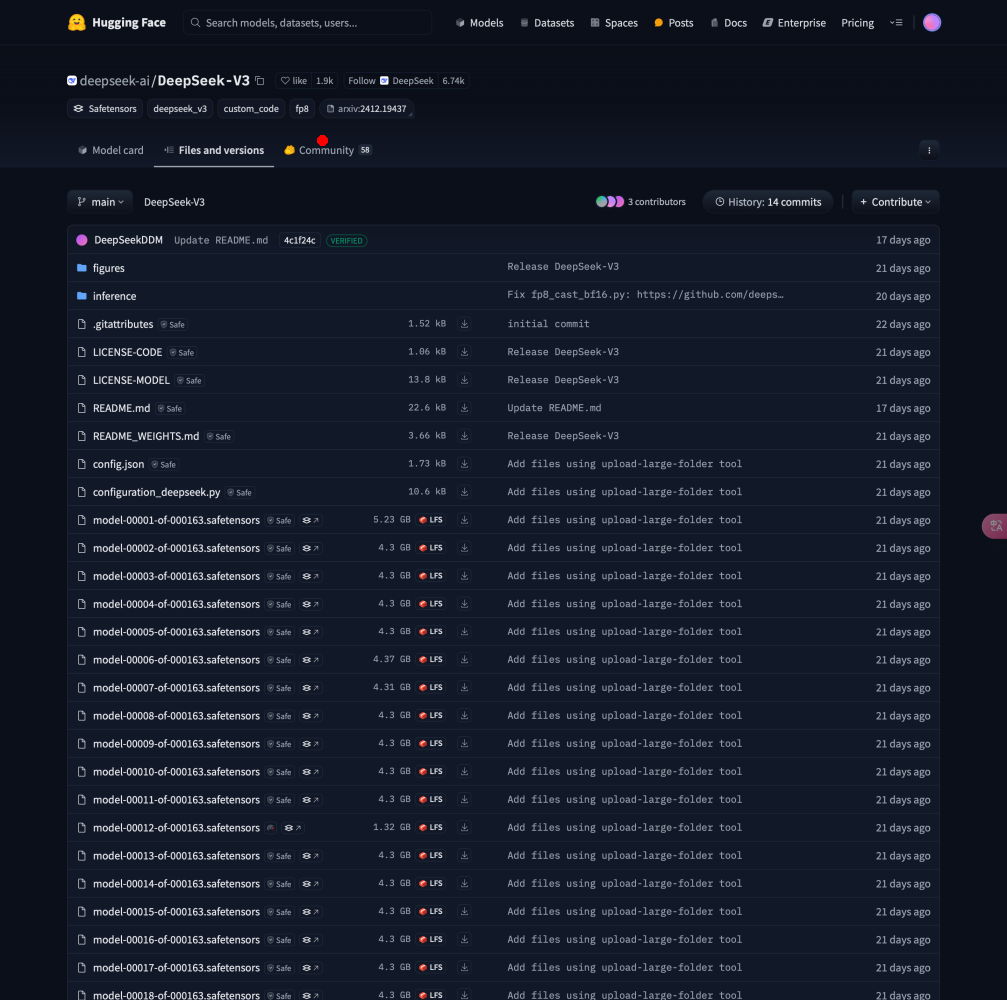 Hugging Face
Search models, datasets, users...
Models
Datasets
Spaces
Posts
Docs
Enterprise
Pricing
deepseek-ai/DeepSeek-V3
like 1.9k
Follow DeepSeek 6.74k
Safetensors
deepseek_v3
custom_code
fp8
arxiv:2412.19437
Model card
Files and versions
Community 58
main
DeepSeek-V3
3 contributors
History: 14 commits
+ Contribute
DeepSeekDDM Update README.md 4c1f24c VERIFIED 17 days ago
figures Release DeepSeek-V3 21 days ago
inference Fix fp8_cast_bf16.py: https://github.com/deeps… 20 days ago
.gitattributes Safe 1.52 kB initial commit 22 days ago
LICENSE-CODE Safe 1.06 kB Release DeepSeek-V3 21 days ago
LICENSE-MODEL Safe 13.8 kB Release DeepSeek-V3 21 days ago
README.md Safe 22.6 kB Update README.md 17 days ago
README_WEIGHTS.md Safe 3.66 kB Release DeepSeek-V3 21 days ago
config.json Safe 1.73 kB Add files using upload-large-folder tool 21 days ago
configuration_deepseek.py Safe 10.6 kB Add files using upload-large-folder tool 21 days ago
model-00001-of-000163.safetensors Safe 5.23 GB LFS Add files using upload-large-folder tool 21 days ago
model-00002-of-000163.safetensors Safe 4.3 GB LFS Add files using upload-large-folder tool 21 days ago
model-00003-of-000163.safetensors Safe 4.3 GB LFS Add files using upload-large-folder tool 21 days ago
model-00004-of-000163.safetensors Safe 4.3 GB LFS Add files using upload-large-folder tool 21 days ago
model-00005-of-000163.safetensors Safe 4.3 GB LFS Add files using upload-large-folder tool 21 days ago
model-00006-of-000163.safetensors Safe 4.37 GB LFS Add files using upload-large-folder tool 21 days ago
model-00007-of-000163.safetensors Safe 4.31 GB LFS Add files using upload-large-folder tool 21 days ago
model-00008-of-000163.safetensors Safe 4.3 GB LFS Add files using upload-large-folder tool 21 days ago
model-00009-of-000163.safetensors Safe 4.3 GB LFS Add files using upload-large-folder tool 21 days ago
model-00010-of-000163.safetensors Safe 4.3 GB LFS Add files using upload-large-folder tool 21 days ago
model-00011-of-000163.safetensors Safe 4.3 GB LFS Add files using upload-large-folder tool 21 days ago
model-00012-of-000163.safetensors 1.32 GB LFS Add files using upload-large-folder tool 21 days ago
model-00013-of-000163.safetensors Safe 4.3 GB LFS Add files using upload-large-folder tool 21 days ago
model-00014-of-000163.safetensors Safe 4.3 GB LFS Add files using upload-large-folder tool 21 days ago
model-00015-of-000163.safetensors Safe 4.3 GB LFS Add files using upload-large-folder tool 21 days ago
model-00016-of-000163.safetensors Safe 4.3 GB LFS Add files using upload-large-folder tool 21 days ago
model-00017-of-000163.safetensors Safe 4.3 GB LFS Add files using upload-large-folder tool 21 days ago
model-00018-of-000163.safetensors Safe 4.3 GB LFS Add files using upload-large-folder tool 21 days ago